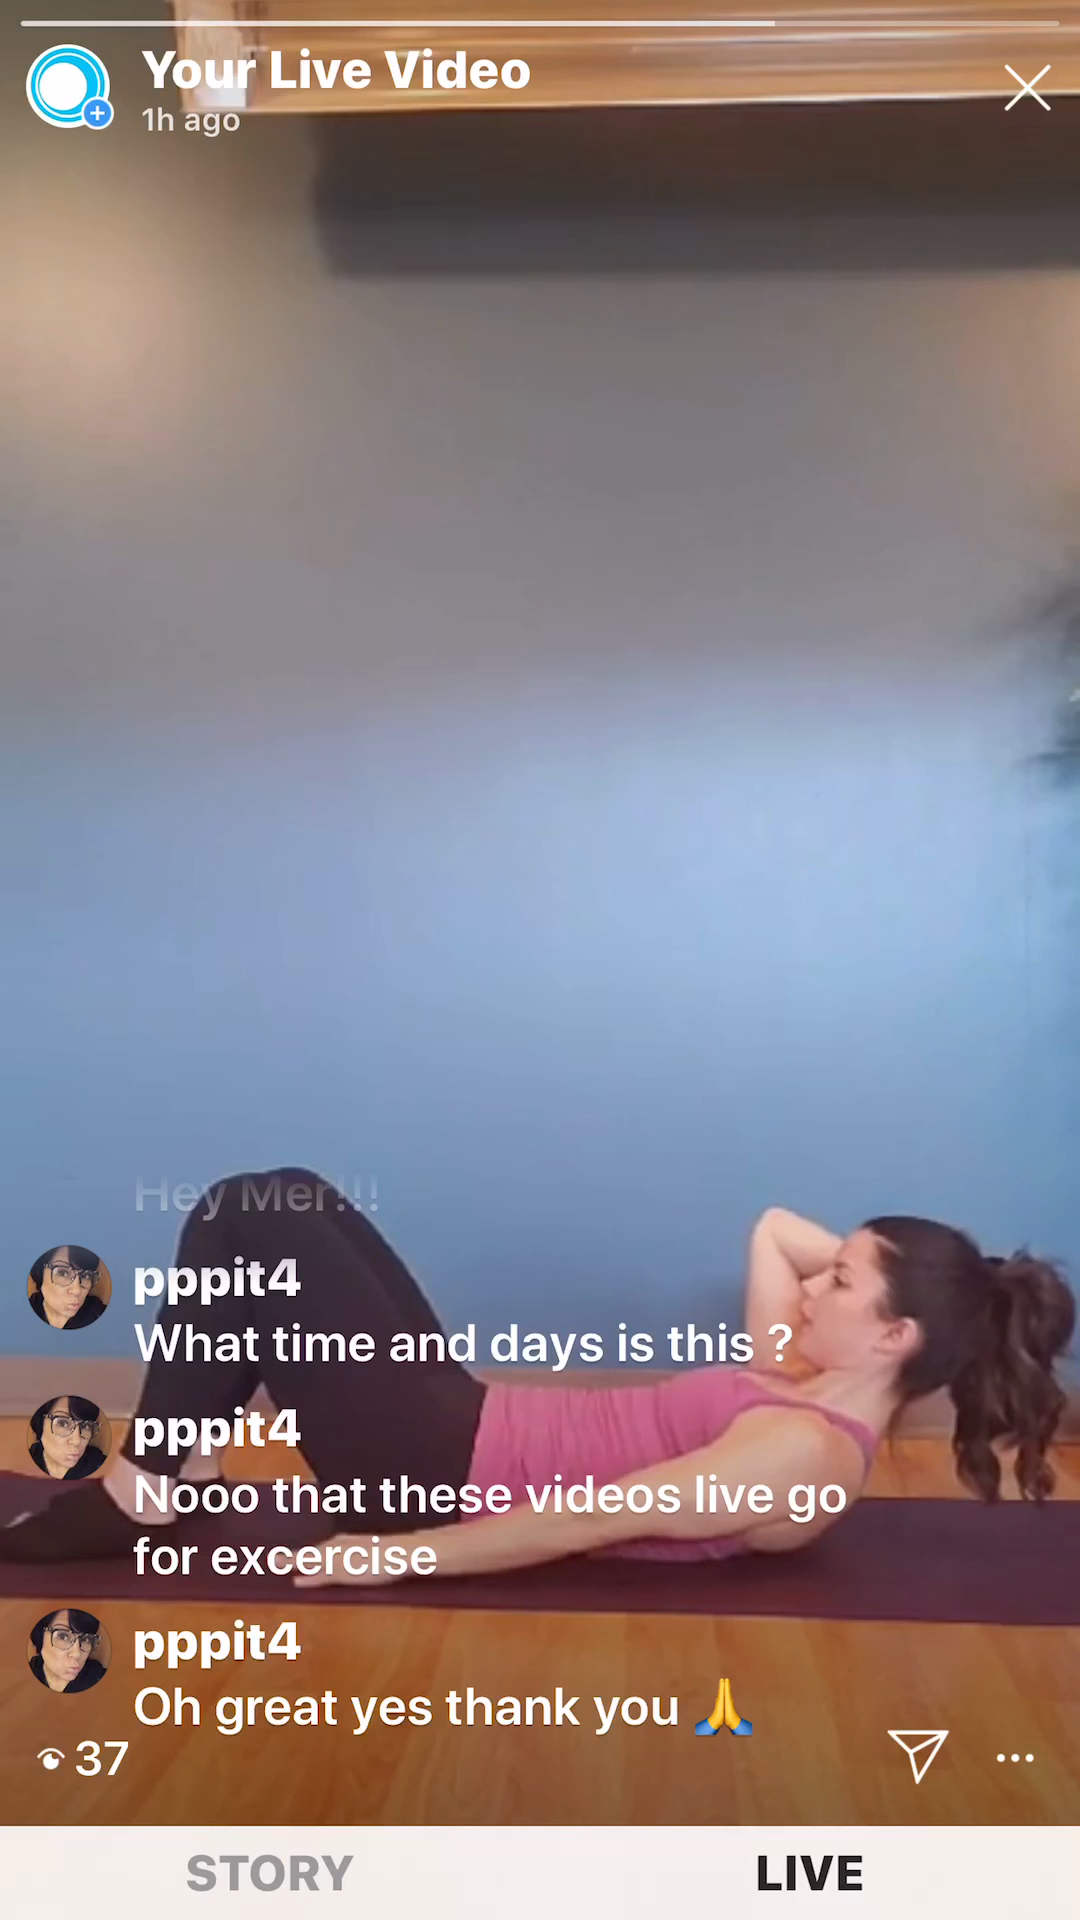 Your Live Video
1h ago
Hey Mer!!!
pppit4
What time and days is this ?
pppit4
Nooo that these videos live go
for excercise
pppit4
Oh great yes thank you 🙏
37
STORY
LIVE